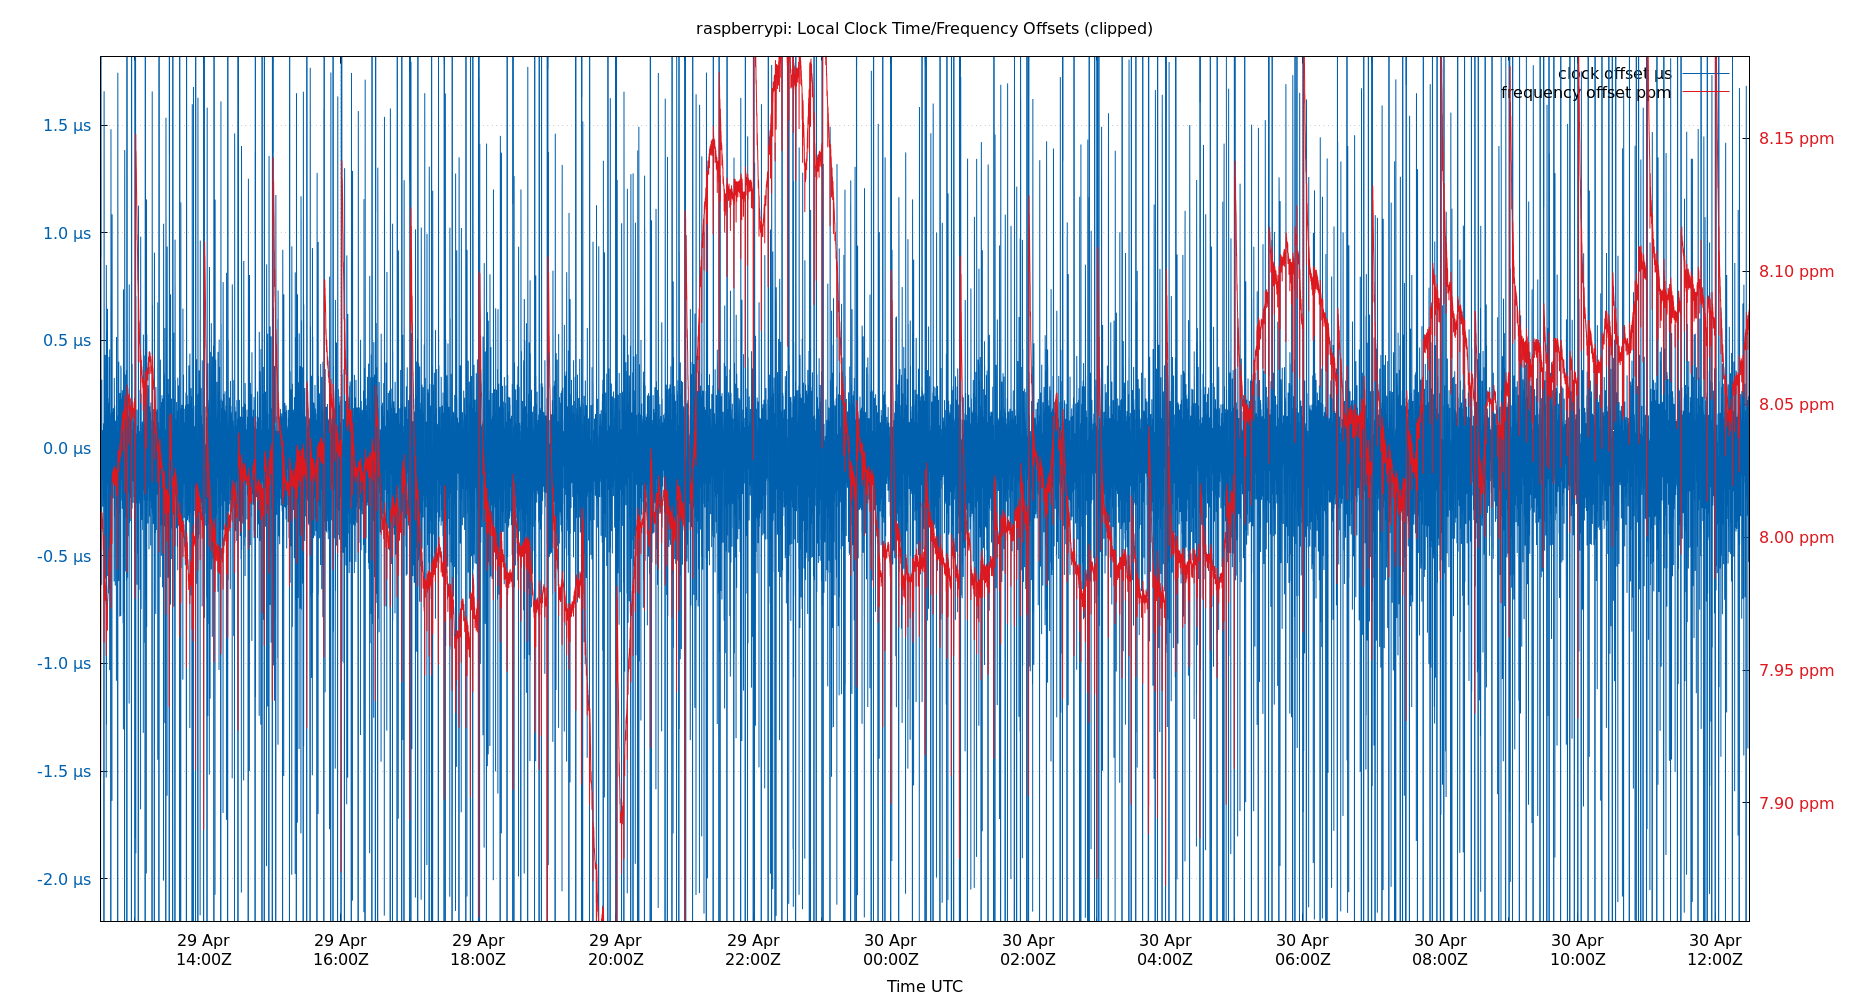 raspberrypi: Local Clock Time/Frequency Offsets (clipped)
clock offset µs
frequency offset ppm
1.5 µs
1.0 µs
0.5 µs
0.0 µs
-0.5 µs
-1.0 µs
-1.5 µs
-2.0 µs
8.15 ppm
8.10 ppm
8.05 ppm
8.00 ppm
7.95 ppm
7.90 ppm
29 Apr 29 Apr 29 Apr 29 Apr 29 Apr 30 Apr 30 Apr 30 Apr 30 Apr 30 Apr 30 Apr 30 Apr
14:00Z 16:00Z 18:00Z 20:00Z 22:00Z 00:00Z 02:00Z 04:00Z 06:00Z 08:00Z 10:00Z 12:00Z
Time UTC